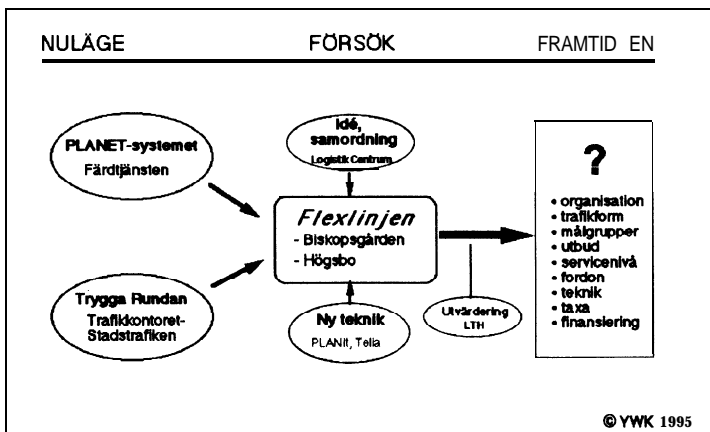 NULÄGE FÖRSÖK FRAMTID EN
PLANET-systemet
Färdtjänsten
Trygga Rundan
Trafikkontoret-
Stadstrafiken
Idé,
samordning
Logistik Centrum
Flexlinjen
- Biskopsgården
- Högsbo
Ny teknik
PLANit, Telia
Utvärdering
LTH
?
• organisation
• trafikform
• målgrupper
• utbud
• servicenivå
• fordon
• teknik
• taxa
• finansiering
© YWK 1995